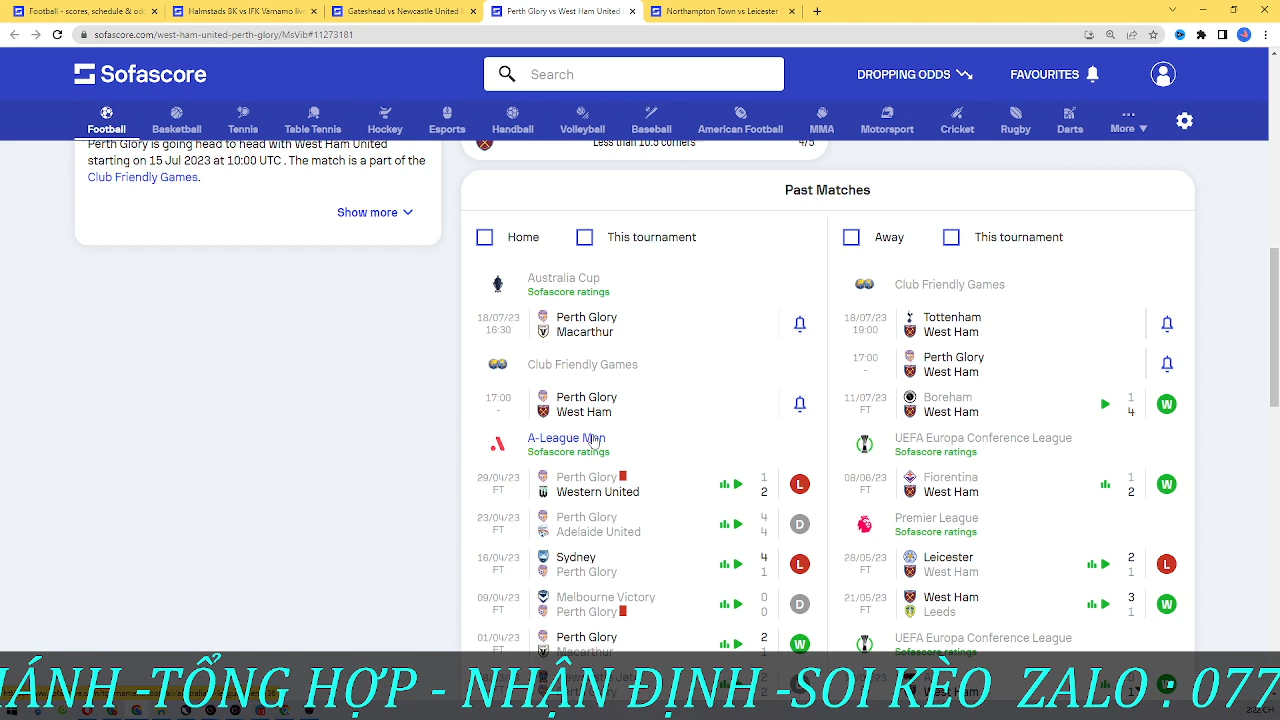 Football - scores, schedule & odd
Halmstads BK vs IFK Varnamo live
Gateshead vs Newcastle United l
Perth Glory vs West Ham United
Northampton Town vs Leicester C
sofascore.com/west-ham-united-perth-glory/MsVib#11273181
Sofascore
Search
DROPPING ODDS
FAVOURITES
Football
Basketball
Tennis
Table Tennis
Hockey
Esports
Handball
Volleyball
Baseball
American Football
MMA
Motorsport
Cricket
Rugby
Darts
More
Perth Glory is going head to head with West Ham United
starting on 15 Jul 2023 at 10:00 UTC . The match is a part of the
Club Friendly Games.
Show more
Less than 10.5 corners 4/5
Past Matches
Home
This tournament
Australia Cup
Sofascore ratings
18/07/23 Perth Glory
16:30 Macarthur
Club Friendly Games
17:00 Perth Glory
- West Ham
A-League Men
Sofascore ratings
29/04/23 Perth Glory 1
FT Western United 2 L
23/04/23 Perth Glory 4
FT Adelaide United 4 D
16/04/23 Sydney 4
FT Perth Glory 1 L
09/04/23 Melbourne Victory 0
FT Perth Glory 0 D
01/04/23 Perth Glory 2
FT Macarthur 1 W
Away
This tournament
Club Friendly Games
18/07/23 Tottenham
19:00 West Ham
17:00 Perth Glory
- West Ham
11/07/23 Boreham 1
FT West Ham 4 W
UEFA Europa Conference League
Sofascore ratings
08/06/23 Fiorentina 1
FT West Ham 2 W
Premier League
Sofascore ratings
28/05/23 Leicester 2
FT West Ham 1 L
21/05/23 West Ham 3
FT Leeds 1 W
UEFA Europa Conference League
Sofascore ratings
HÁNH -TỔNG HỢP - NHẬN ĐỊNH -SOI KÈO ZALO : 077
2:22 CH